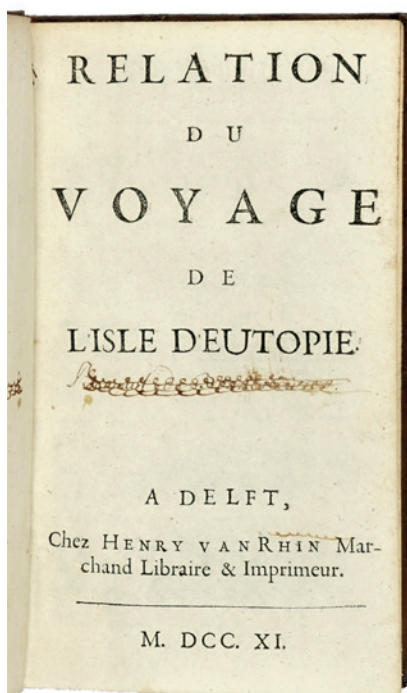 RELATION
DU
VOYAGE
DE
L'ISLE D'EUTOPIE.
A DELFT,
Chez HENRY VAN RHIN Mar-
chand Libraire & Imprimeur.
M. DCC. XI.